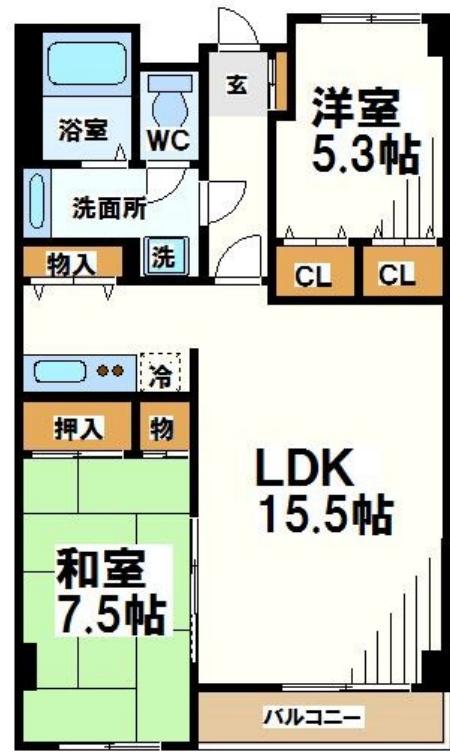 玄
浴室
WC
洋室
5.3帖
洗面所
洗
物入
CL
CL
冷
押入
物
LDK
15.5帖
和室
7.5帖
バルコニー